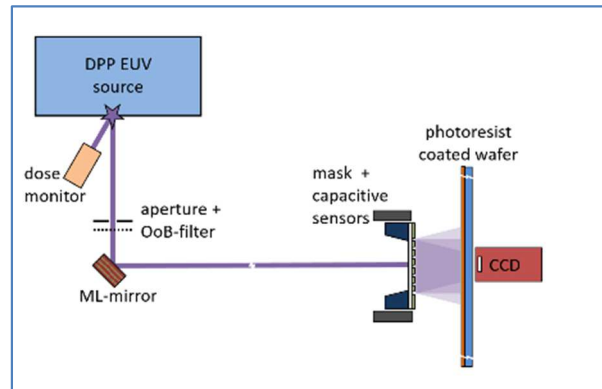 DPP EUV
source
dose
monitor
aperture +
OoB-filter
ML-mirror
mask +
capacitive
sensors
photoresist
coated wafer
CCD